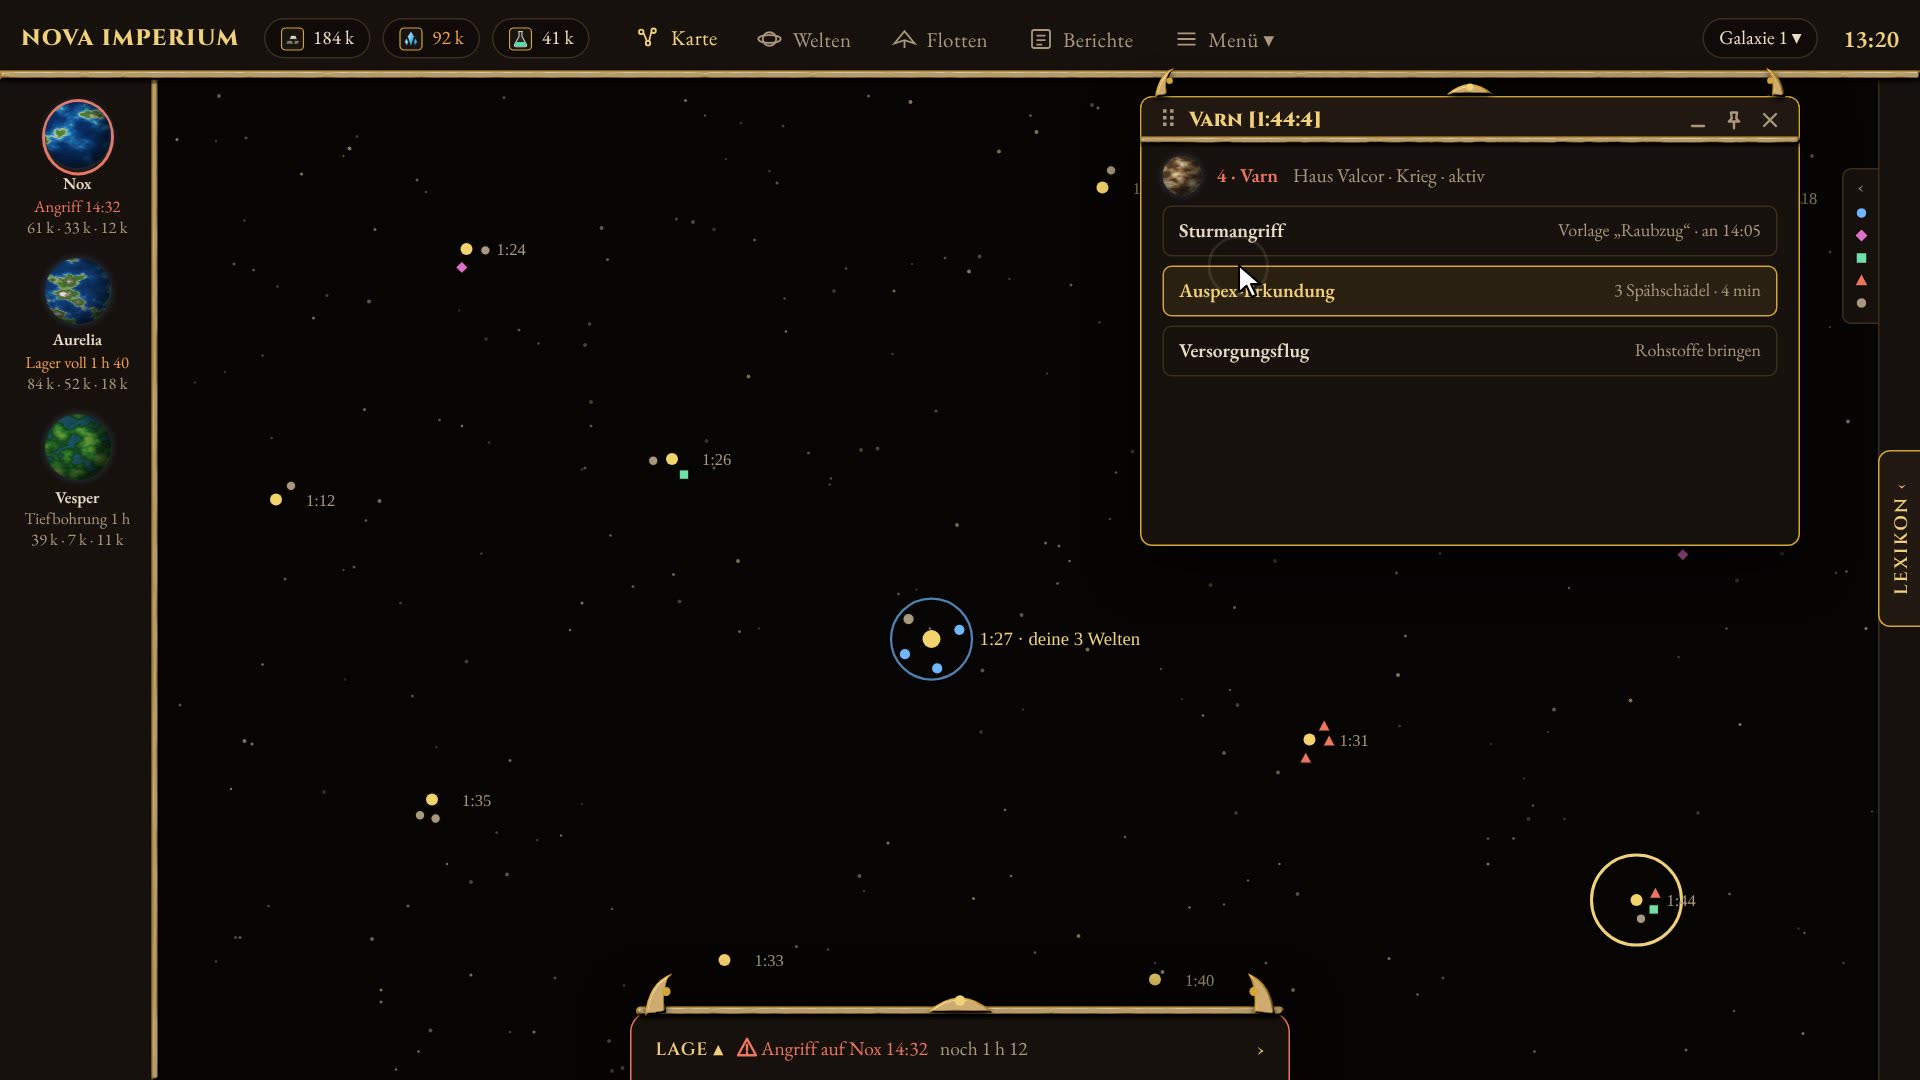 NOVA IMPERIUM
184 k
92 k
41 k
Karte
Welten
Flotten
Berichte
Menü ▾
Galaxie 1 ▾
13:20
Nox
Angriff 14:32
61 k · 33 k · 12 k
Aurelia
Lager voll 1 h 40
84 k · 52 k · 18 k
Vesper
Tiefbohrung 1 h
39 k · 7 k · 11 k
VARN [1:44:4]
4 · Varn Haus Valcor · Krieg · aktiv
Sturmangriff Vorlage „Raubzug“ · an 14:05
Auspex-Erkundung 3 Spähschädel · 4 min
Versorgungsflug Rohstoffe bringen
18
1:24
1:26
1:12
1:27 · deine 3 Welten
1:31
1:35
1:44
1:33
1:40
LEXIKON ›
LAGE ▴ Angriff auf Nox 14:32 noch 1 h 12 ›